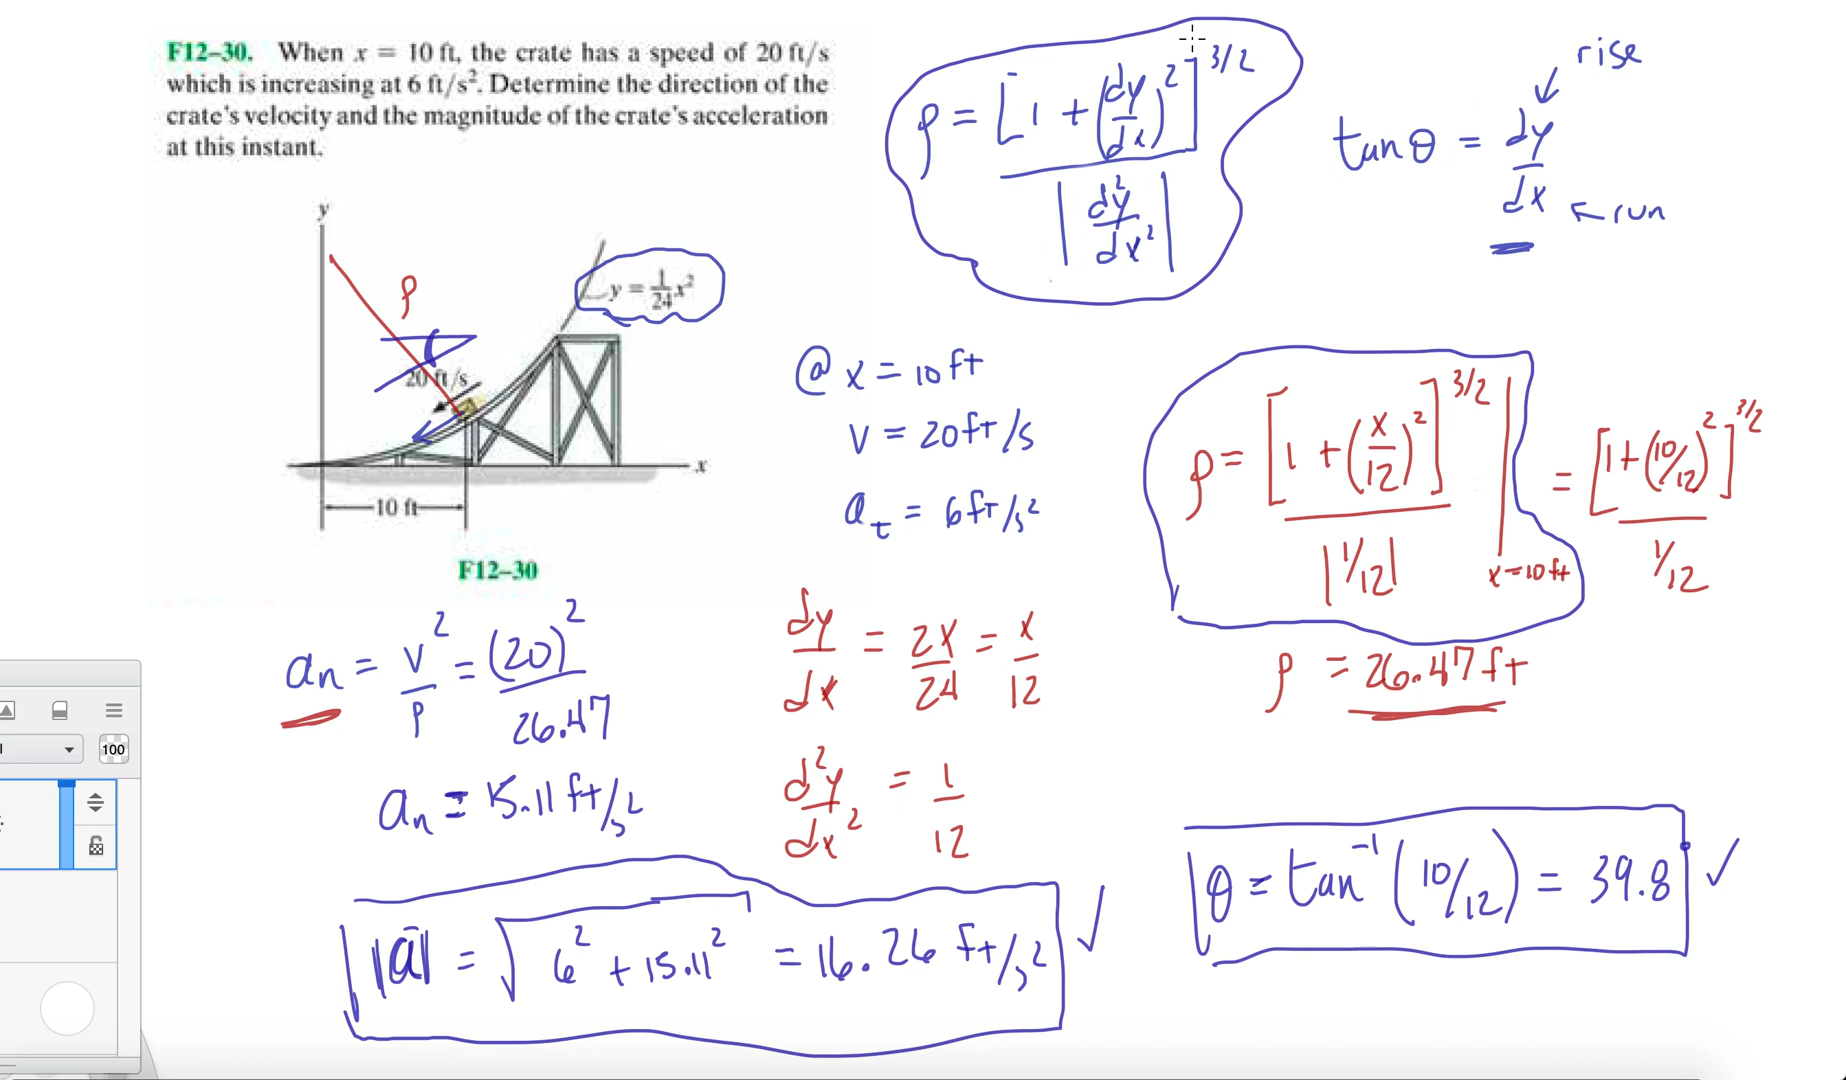 F12–30. When x = 10 ft, the crate has a speed of 20 ft/s
which is increasing at 6 ft/s². Determine the direction of the
crate's velocity and the magnitude of the crate's acceleration
at this instant.
y
ρ
20 ft/s
y = 1/24 x²
x
10 ft
F12–30
ρ = [1 + (dy/dx)²]^3/2 / |d²y/dx²|
rise
tan θ = dy/dx
run
@ x = 10 ft
v = 20 ft/s
a_t = 6 ft/s²
ρ = [1 + (x/12)²]^3/2 / |1/12| | x=10 ft = [1+(10/12)²]^3/2 / 1/12
ρ = 26.47 ft
dy/dx = 2x/24 = x/12
d²y/dx² = 1/12
a_n = v²/ρ = (20)²/26.47
a_n = 15.11 ft/s²
|a̅| = √6² + 15.11² = 16.26 ft/s² ✓
θ = tan⁻¹(10/12) = 39.8 ✓
100